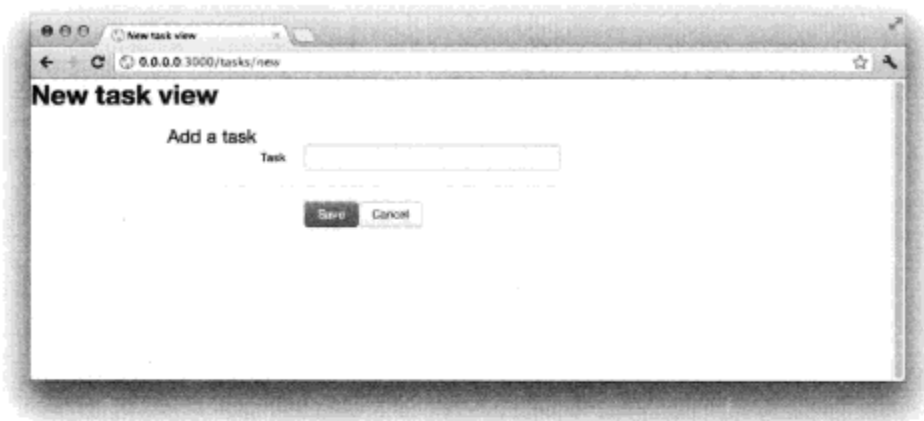 New task view
0.0.0.0:3000/tasks/new
New task view
Add a task
Task
Save Cancel